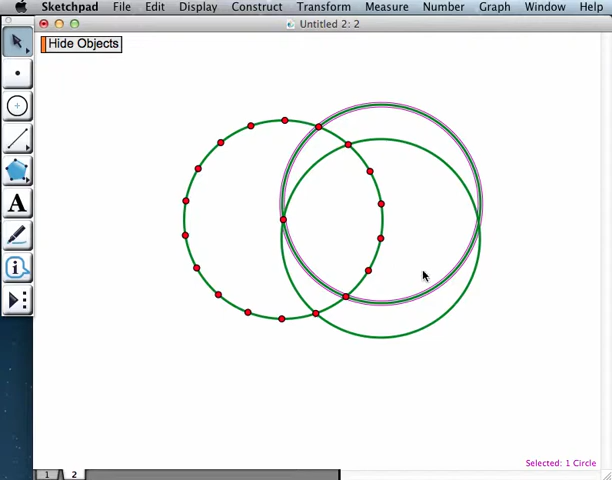 Sketchpad File Edit Display Construct Transform Measure Number Graph Window Help
Untitled 2: 2
Hide Objects
A
Selected: 1 Circle
1 2